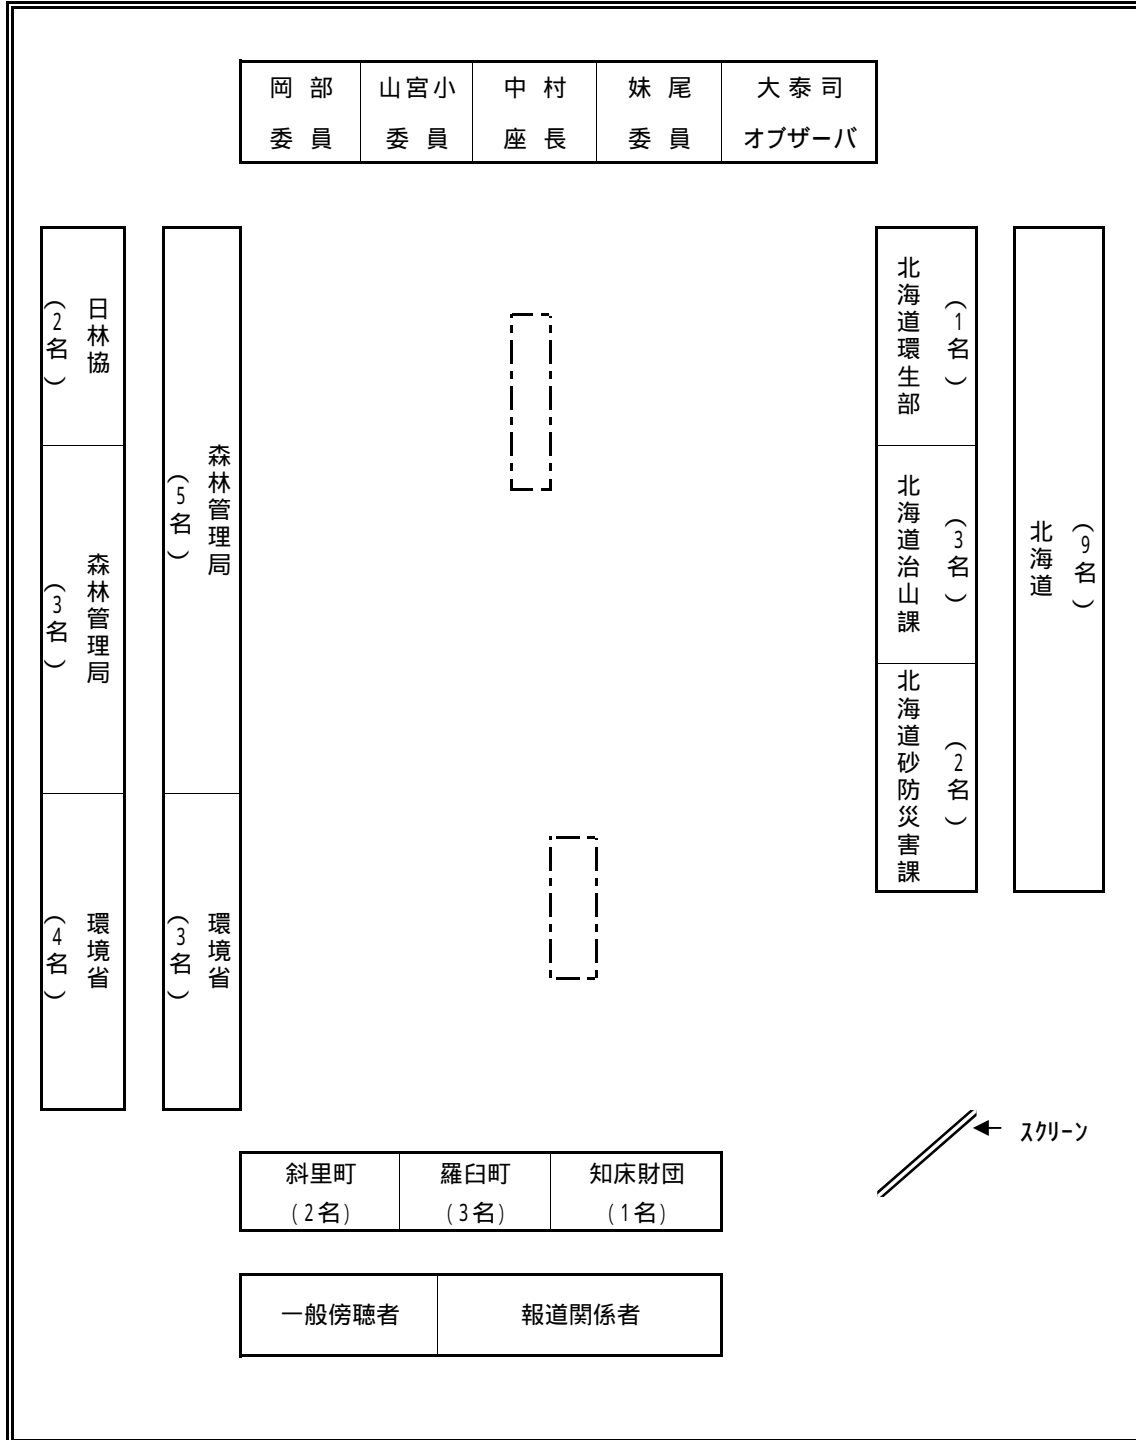 岡部
委員
山宮小
委員
中村
座長
妹尾
委員
大泰司
オブザーバ
日林協
(2名)
森林管理局
(3名)
環境省
(4名)
森林管理局
(5名)
環境省
(3名)
北海道環生部
(1名)
北海道治山課
(3名)
北海道砂防災害課
(2名)
北海道
(9名)
スクリーン
斜里町
(2名)
羅臼町
(3名)
知床財団
(1名)
一般傍聴者
報道関係者